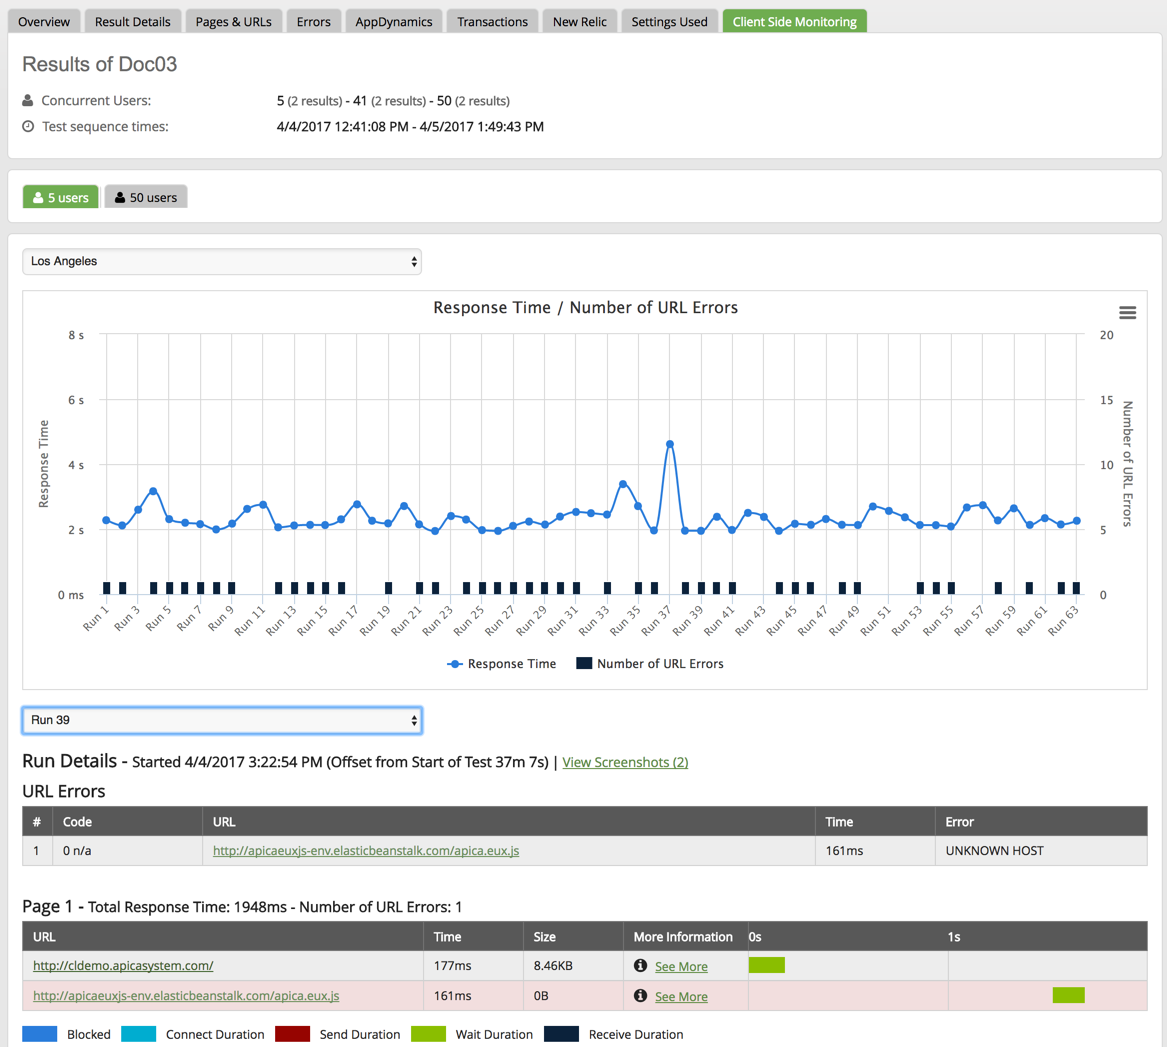 Overview Result Details Pages & URLs Errors AppDynamics Transactions New Relic Settings Used Client Side Monitoring
Results of Doc03
Concurrent Users: 5 (2 results) - 41 (2 results) - 50 (2 results)
Test sequence times: 4/4/2017 12:41:08 PM - 4/5/2017 1:49:43 PM
5 users 50 users
Los Angeles
Response Time / Number of URL Errors
8 s 20
6 s 15
4 s 10
2 s 5
0 ms 0
Response Time
Number of URL Errors
Run 1 Run 3 Run 5 Run 7 Run 9 Run 11 Run 13 Run 15 Run 17 Run 19 Run 21 Run 23 Run 25 Run 27 Run 29 Run 31 Run 33 Run 35 Run 37 Run 39 Run 41 Run 43 Run 45 Run 47 Run 49 Run 51 Run 53 Run 55 Run 57 Run 59 Run 61 Run 63
Response Time Number of URL Errors
Run 39
Run Details - Started 4/4/2017 3:22:54 PM (Offset from Start of Test 37m 7s) | View Screenshots (2)
URL Errors
# Code URL Time Error
1 0 n/a http://apicaeuxjs-env.elasticbeanstalk.com/apica.eux.js 161ms UNKNOWN HOST
Page 1 - Total Response Time: 1948ms - Number of URL Errors: 1
URL Time Size More Information 0s 1s
http://cldemo.apicasystem.com/ 177ms 8.46KB See More
http://apicaeuxjs-env.elasticbeanstalk.com/apica.eux.js 161ms 0B See More
Blocked Connect Duration Send Duration Wait Duration Receive Duration